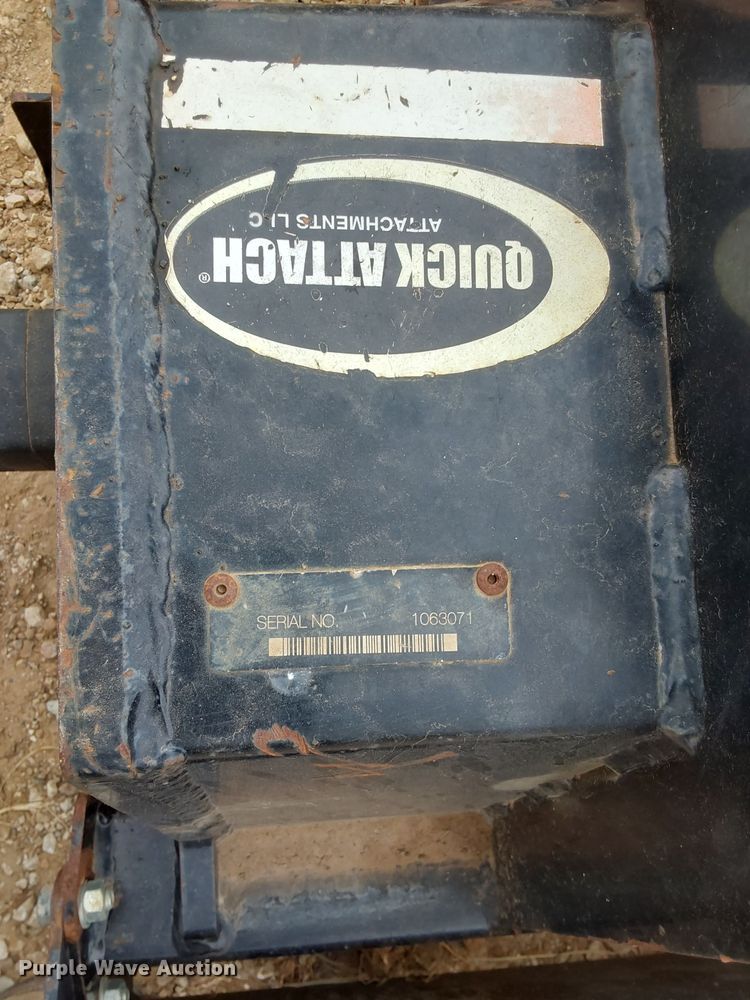 QUICK ATTACH®
ATTACHMENTS LLC
SERIAL NO. 1063071
Purple Wave Auction